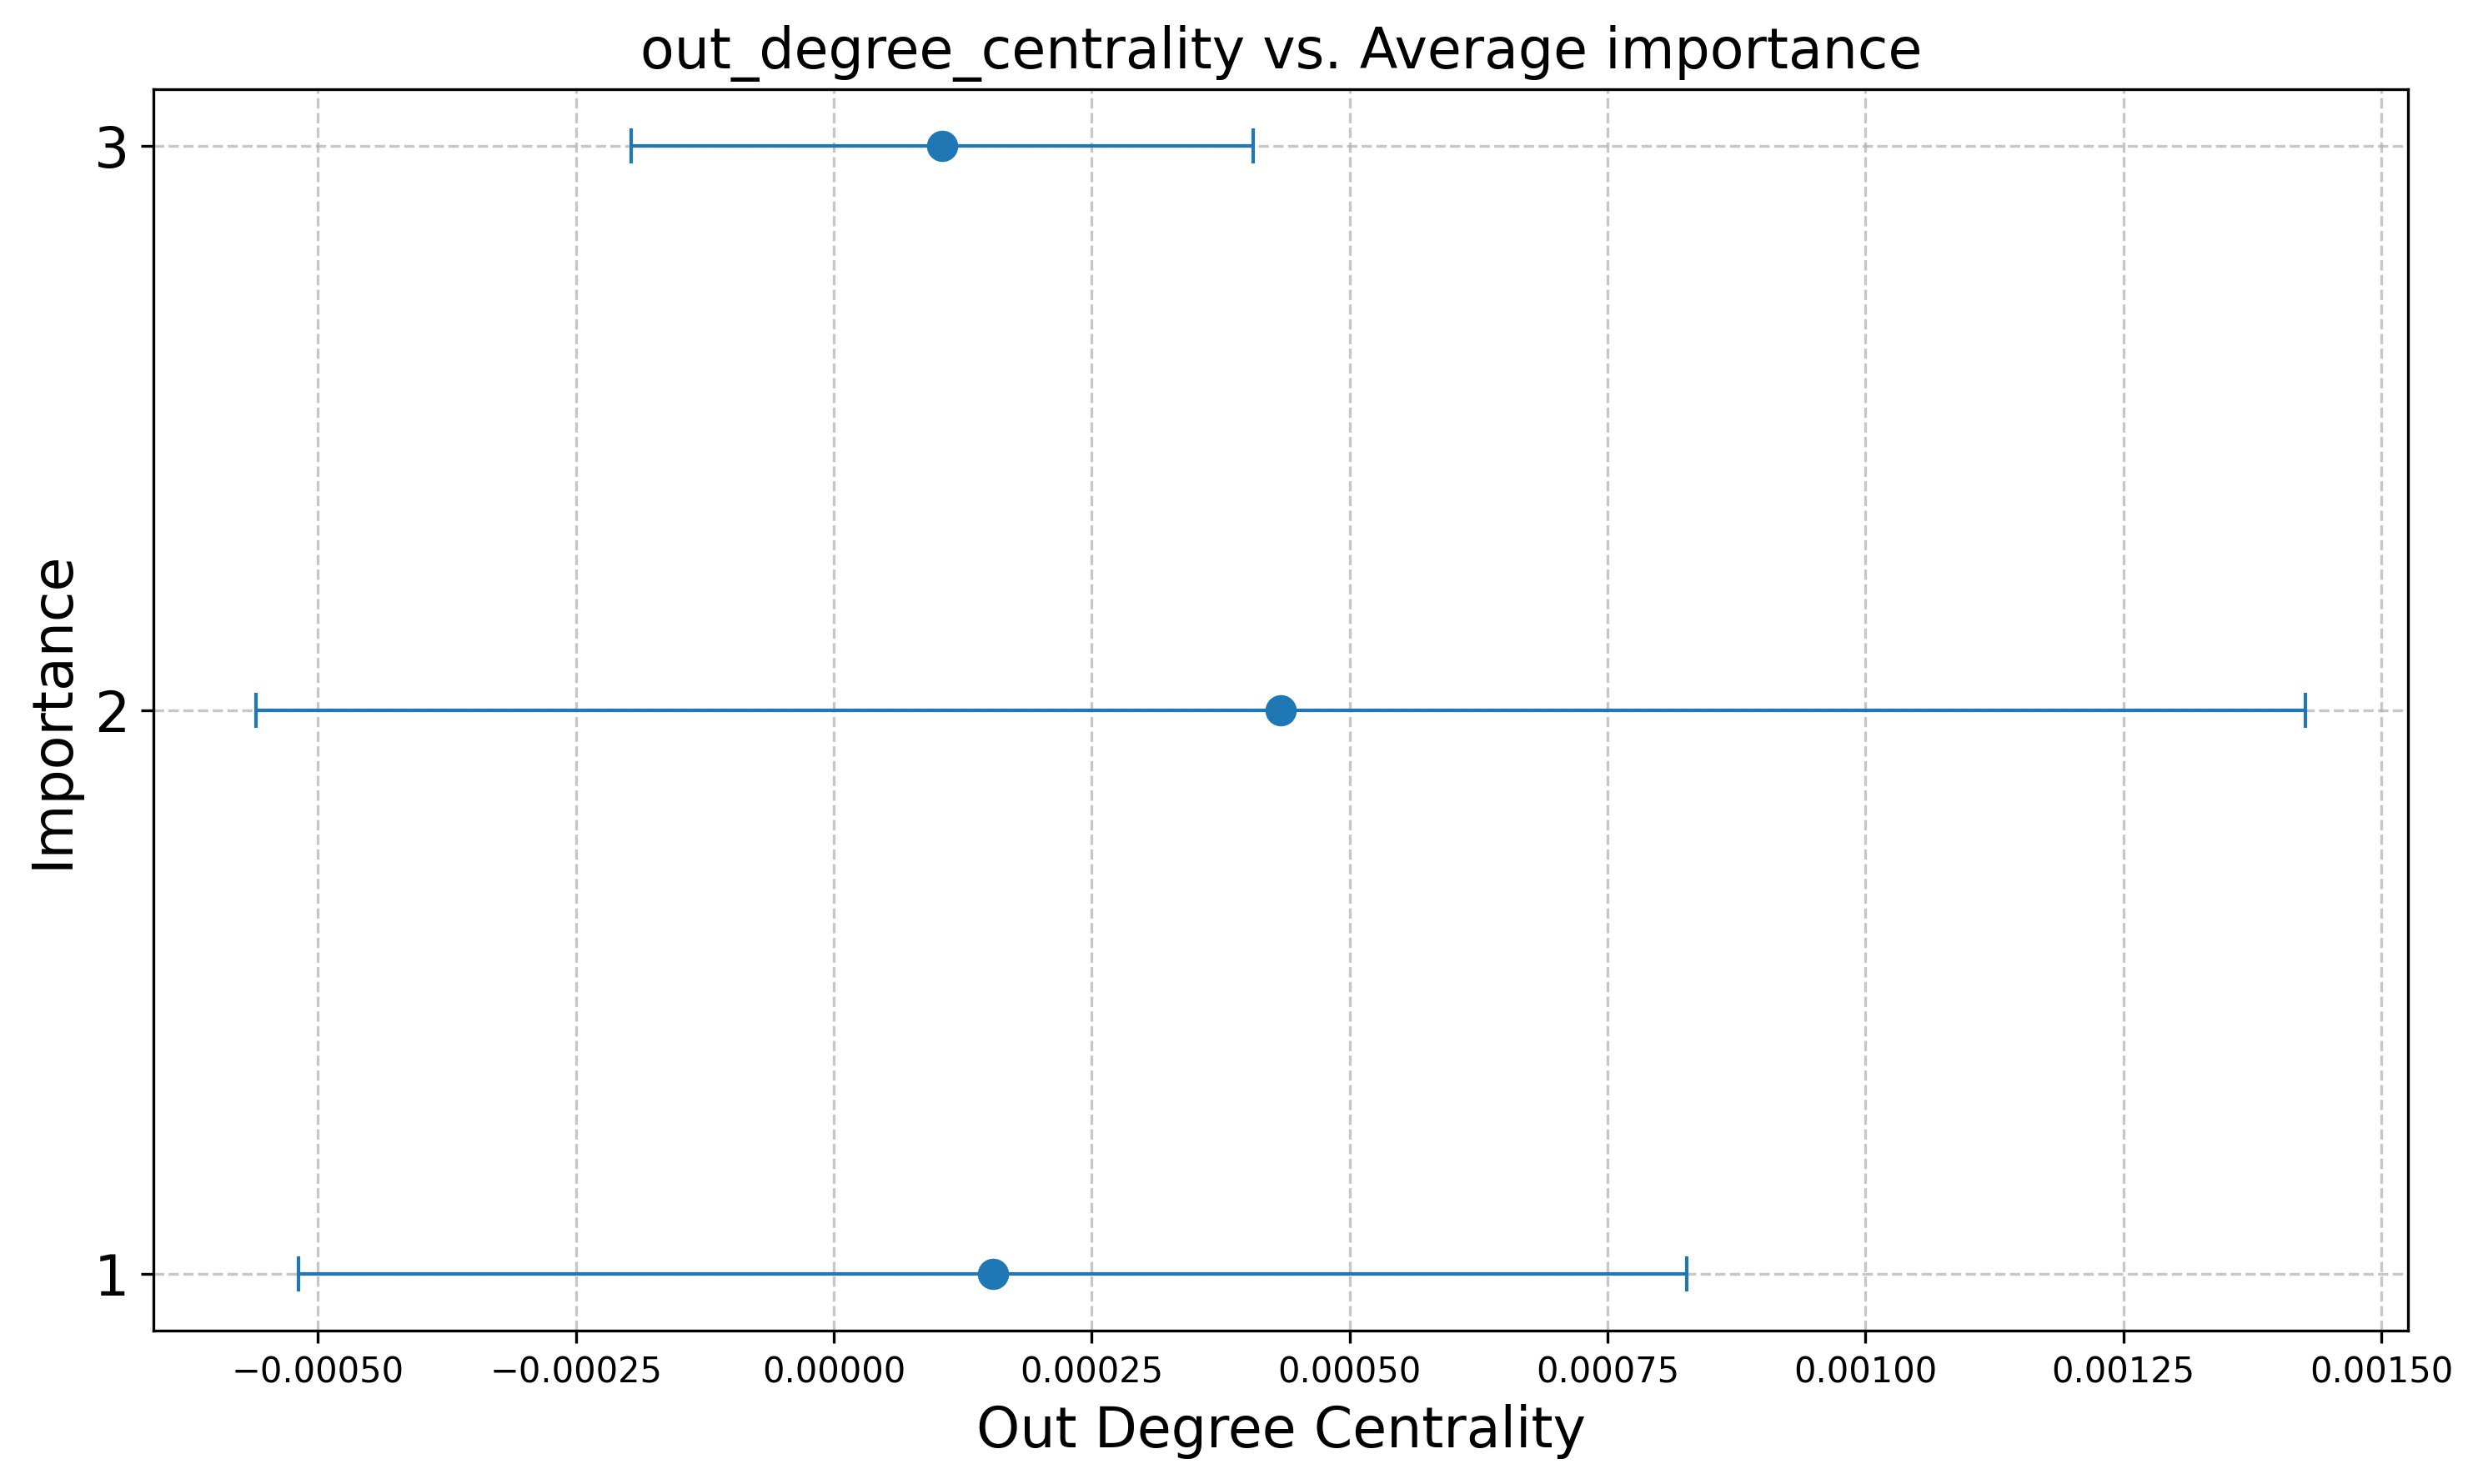 out_degree_centrality vs. Average importance
3
2
1
Importance
−0.00050 −0.00025 0.00000 0.00025 0.00050 0.00075 0.00100 0.00125 0.00150
Out Degree Centrality